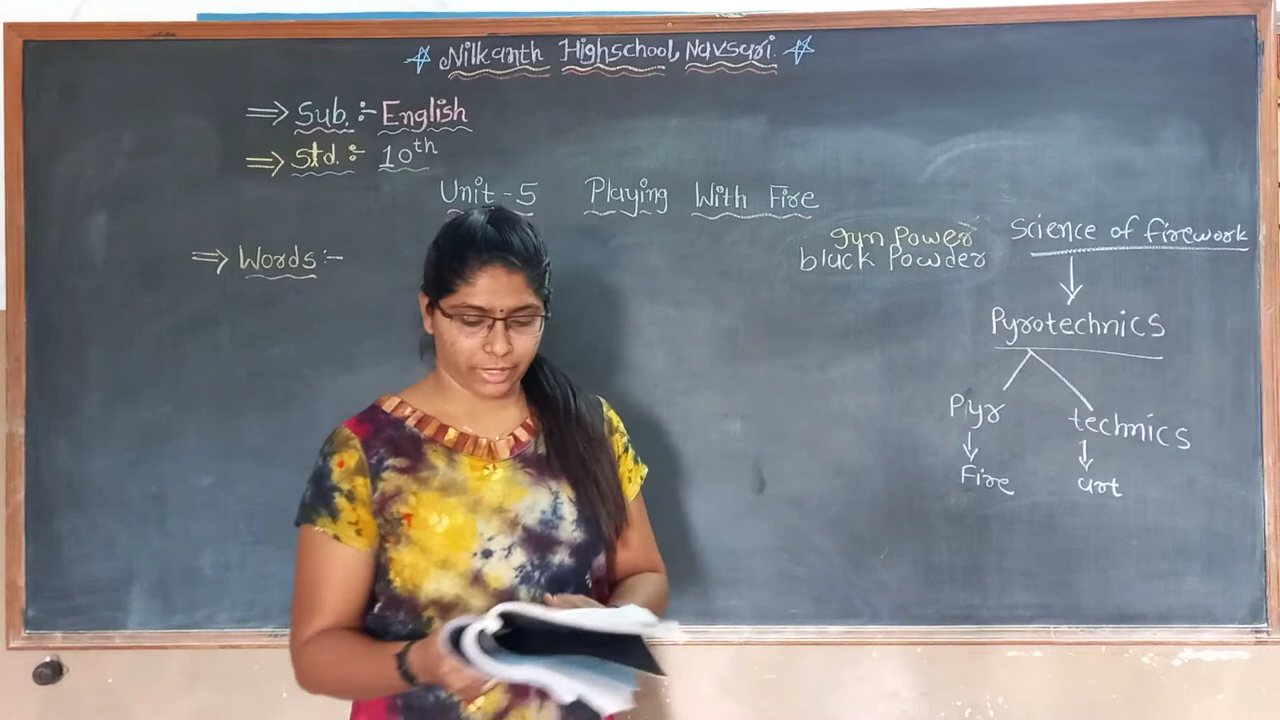 ☆ Nilkanth Highschool, Navsari. ☆
⇒ Sub. :- English
⇒ Std. :- 10th
Unit-5 Playing With Fire
⇒ Words :-
gun Power
black Powder
Science of firework
↓
Pyrotechnics
Pyr technics
↓ ↓
Fire art